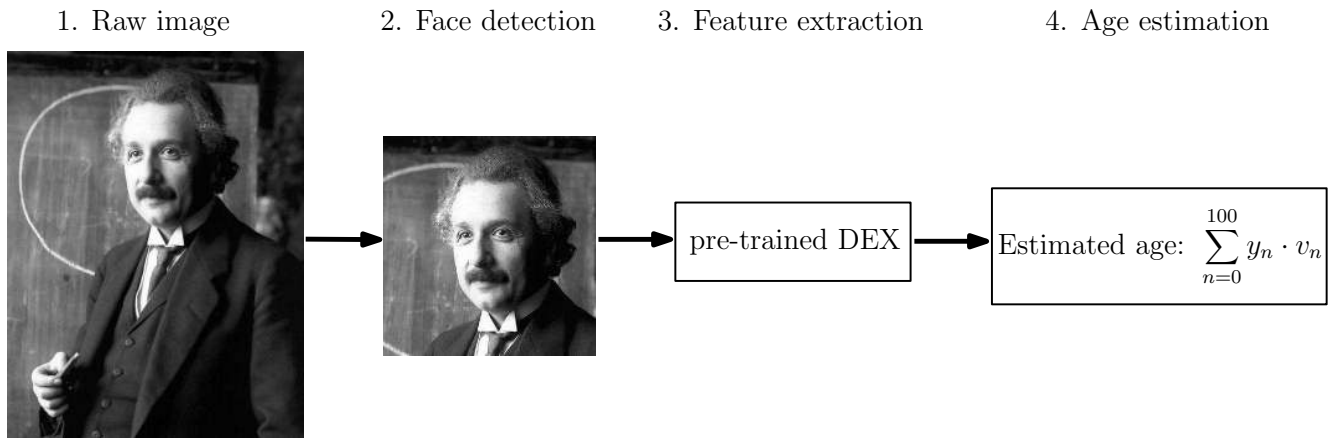 1. Raw image
2. Face detection
3. Feature extraction
4. Age estimation
pre-trained DEX
Estimated age: \sum_{n=0}^{100} y_n · v_n